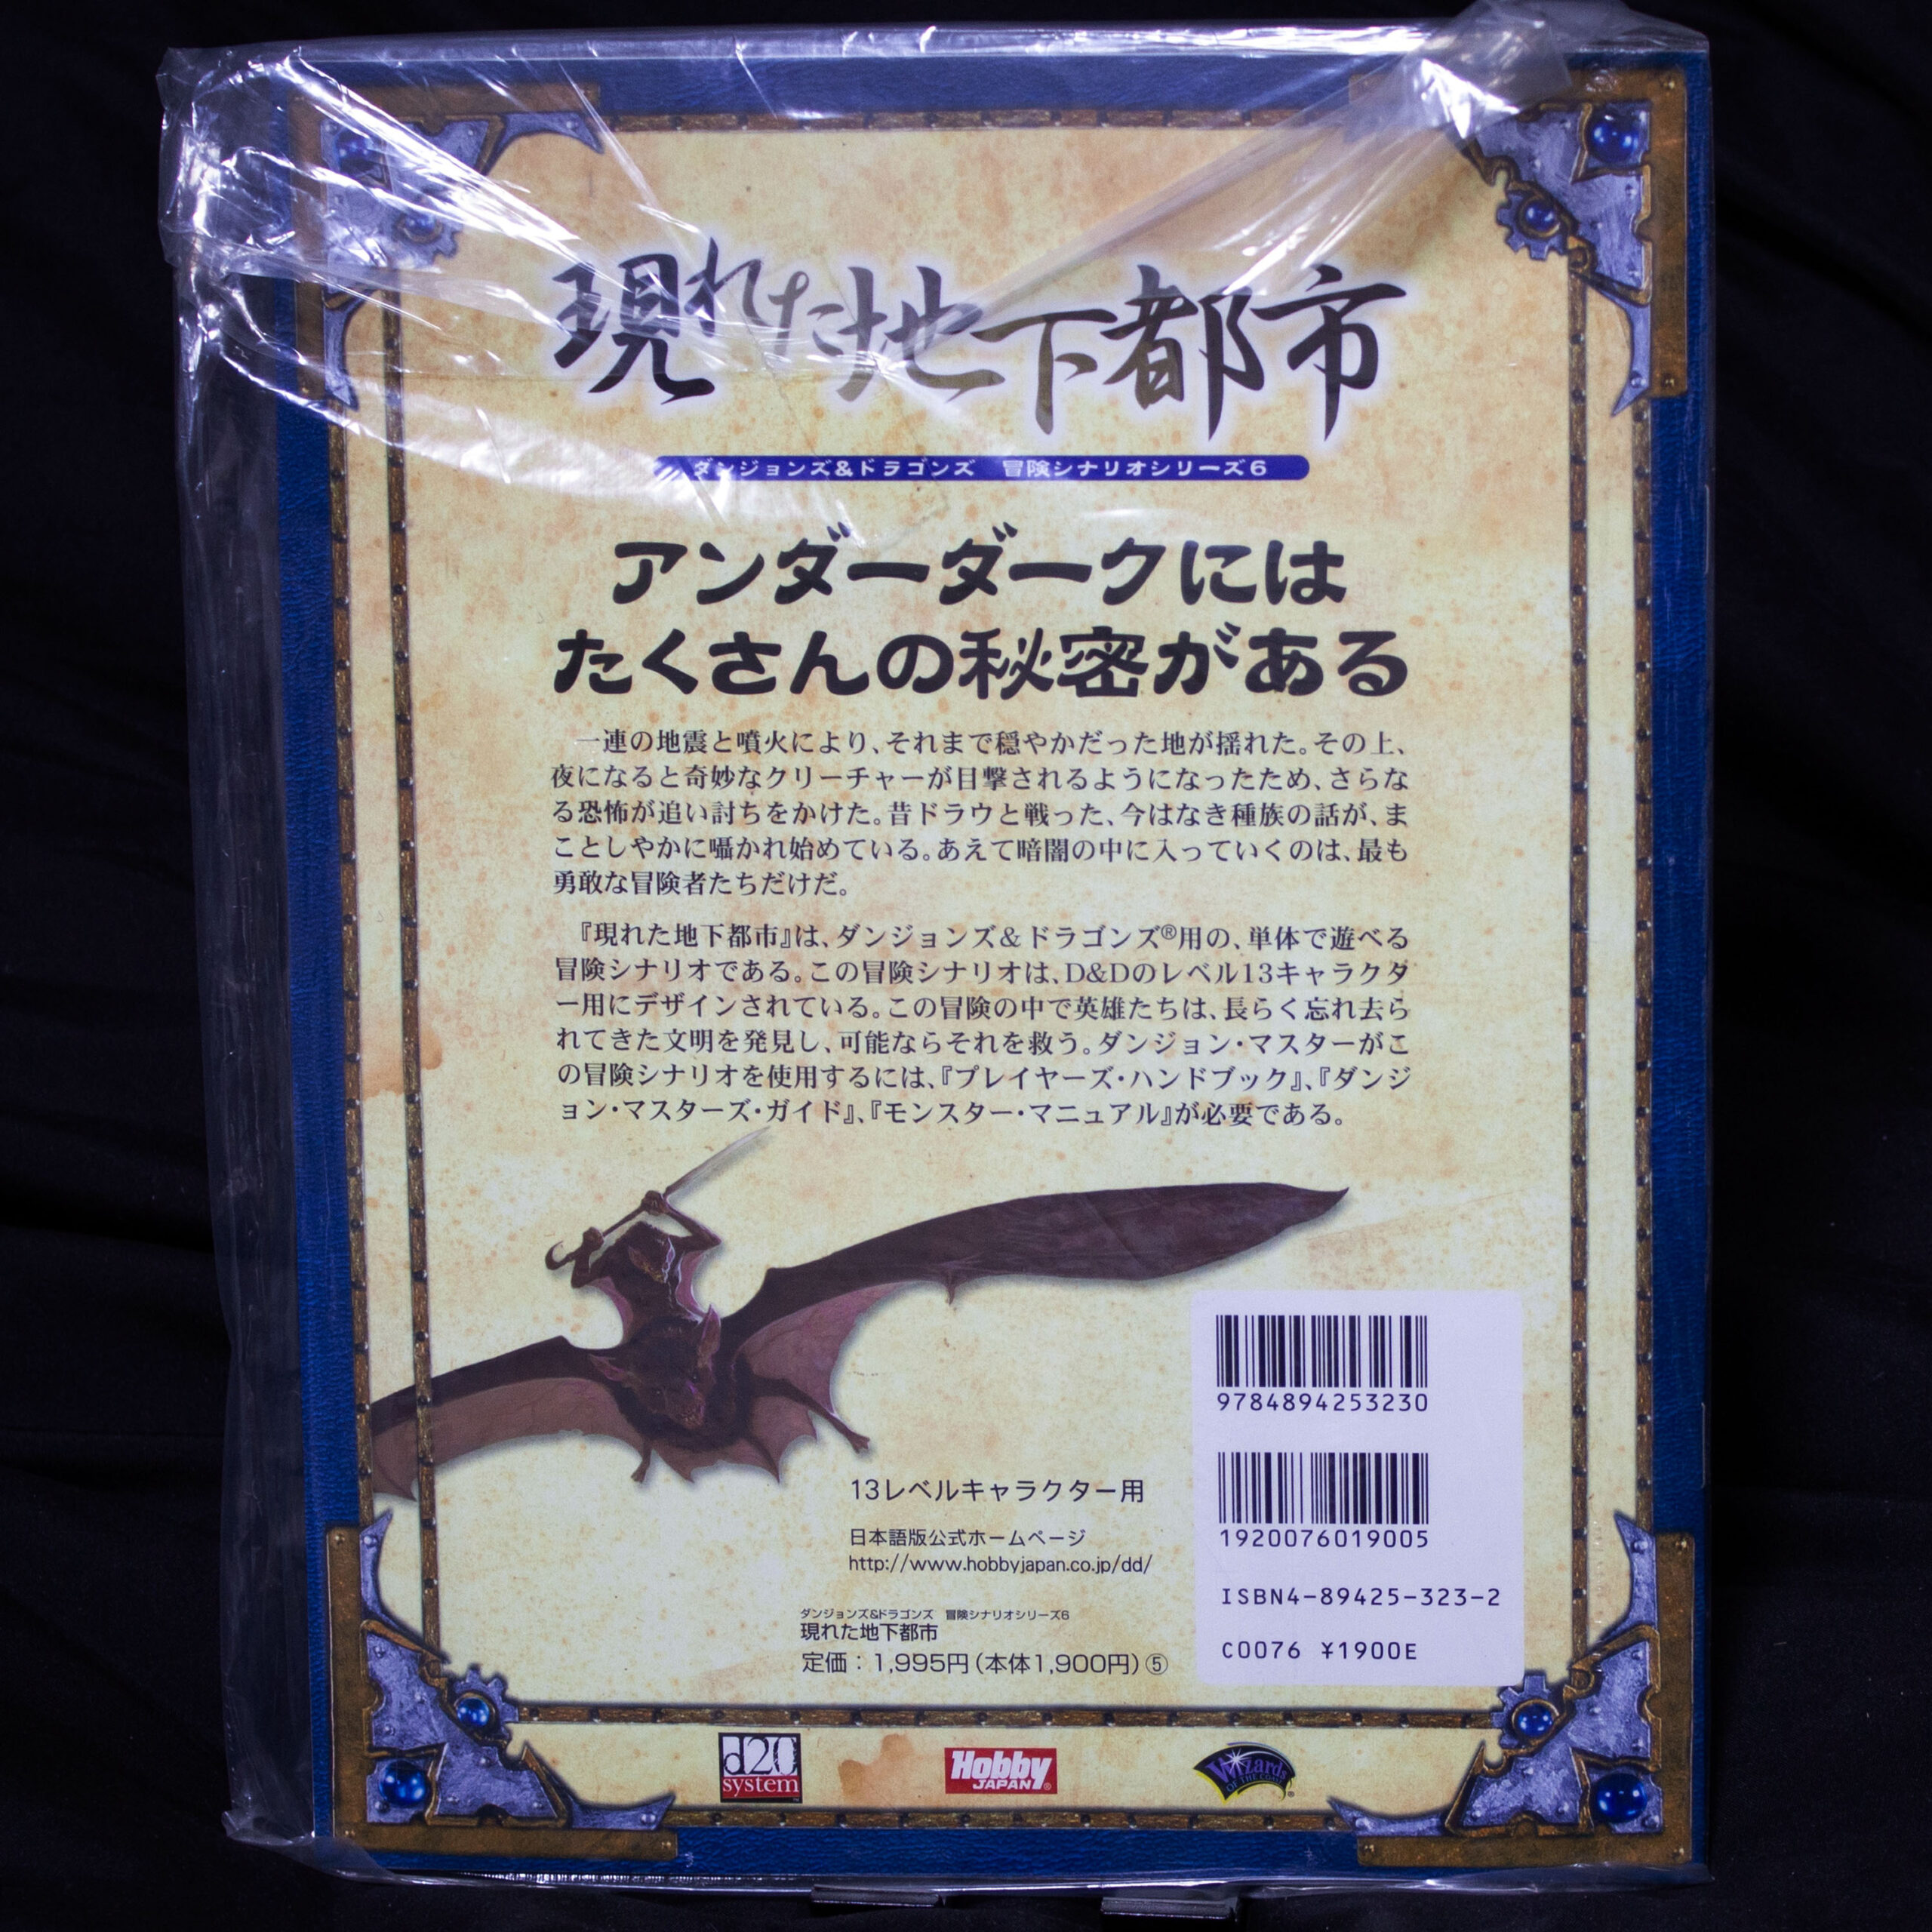 現れた地下都市
ダンジョンズ&ドラゴンズ　冒険シナリオシリーズ6
アンダーダークには
たくさんの秘密がある
一連の地震と噴火により、それまで穏やかだった地が揺れた。その上、
夜になると奇妙なクリーチャーが目撃されるようになったため、さらな
る恐怖が追い討ちをかけた。昔ドラウと戦った、今はなき種族の話が、ま
ことしやかに囁かれ始めている。あえて暗闇の中に入っていくのは、最も
勇敢な冒険者たちだけだ。
『現れた地下都市』は、ダンジョンズ&ドラゴンズ®用の、単体で遊べる
冒険シナリオである。この冒険シナリオは、D&Dのレベル13キャラクタ
ー用にデザインされている。この冒険の中で英雄たちは、長らく忘れ去ら
れてきた文明を発見し、可能ならそれを救う。ダンジョン・マスターがこ
の冒険シナリオを使用するには、『プレイヤーズ・ハンドブック』、『ダンジ
ョン・マスターズ・ガイド』、『モンスター・マニュアル』が必要である。
9784894253230
1920076019005
ISBN4-89425-323-2
C0076 ¥1900E
13レベルキャラクター用
日本語版公式ホームページ
http://www.hobbyjapan.co.jp/dd/
ダンジョンズ&ドラゴンズ　冒険シナリオシリーズ6
現れた地下都市
定価：1,995円(本体1,900円)⑤
d20
system
Hobby
JAPAN®
Wizards
OF THE COAST®